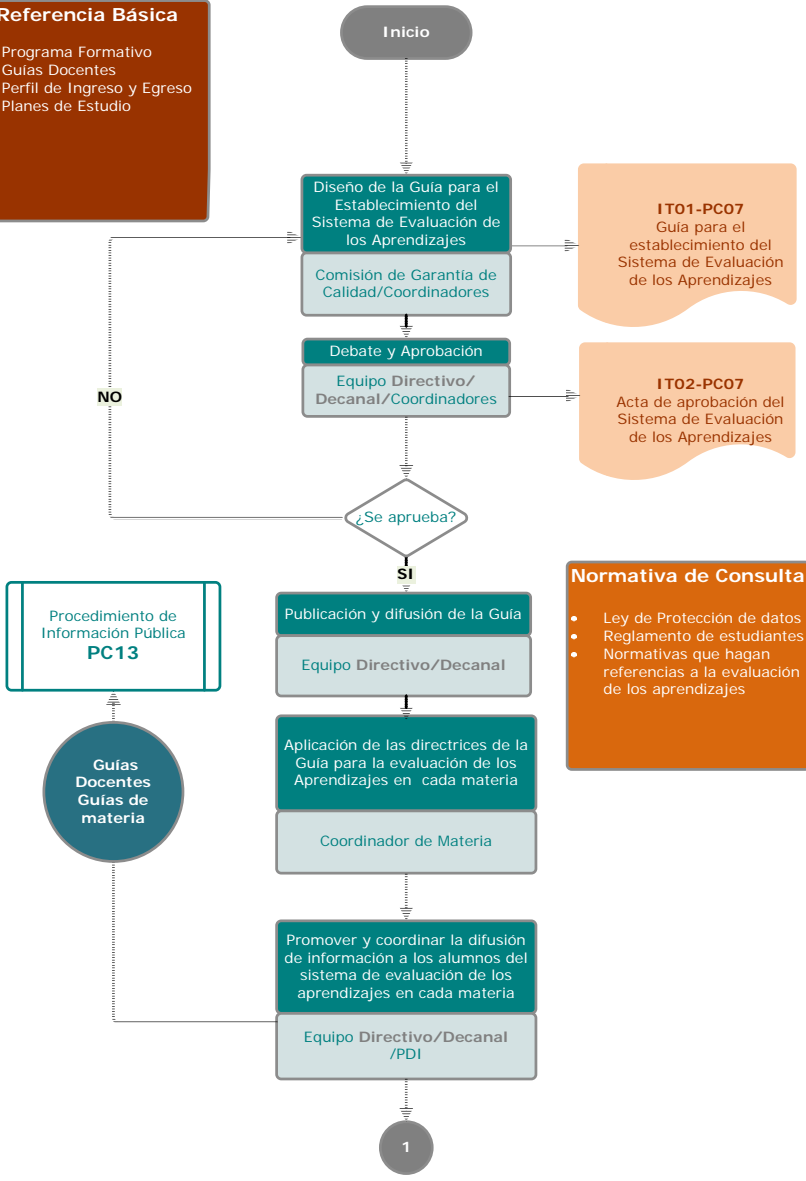 Referencia Básica
Programa Formativo
Guías Docentes
Perfil de Ingreso y Egreso
Planes de Estudio
Inicio
Diseño de la Guía para el
Establecimiento del
Sistema de Evaluación de
los Aprendizajes
Comisión de Garantía de
Calidad/Coordinadores
IT01-PC07
Guía para el
establecimiento del
Sistema de Evaluación
de los Aprendizajes
Debate y Aprobación
Equipo Directivo/
Decanal/Coordinadores
IT02-PC07
Acta de aprobación del
Sistema de Evaluación
de los Aprendizajes
NO
¿Se aprueba?
SI
Publicación y difusión de la Guía
Equipo Directivo/Decanal
Normativa de Consulta
Ley de Protección de datos
Reglamento de estudiantes
Normativas que hagan
referencias a la evaluación
de los aprendizajes
Procedimiento de
Información Pública
PC13
Guías
Docentes
Guías de
materia
Aplicación de las directrices de la
Guía para la evaluación de los
Aprendizajes en cada materia
Coordinador de Materia
Promover y coordinar la difusión
de información a los alumnos del
sistema de evaluación de los
aprendizajes en cada materia
Equipo Directivo/Decanal
/PDI
1